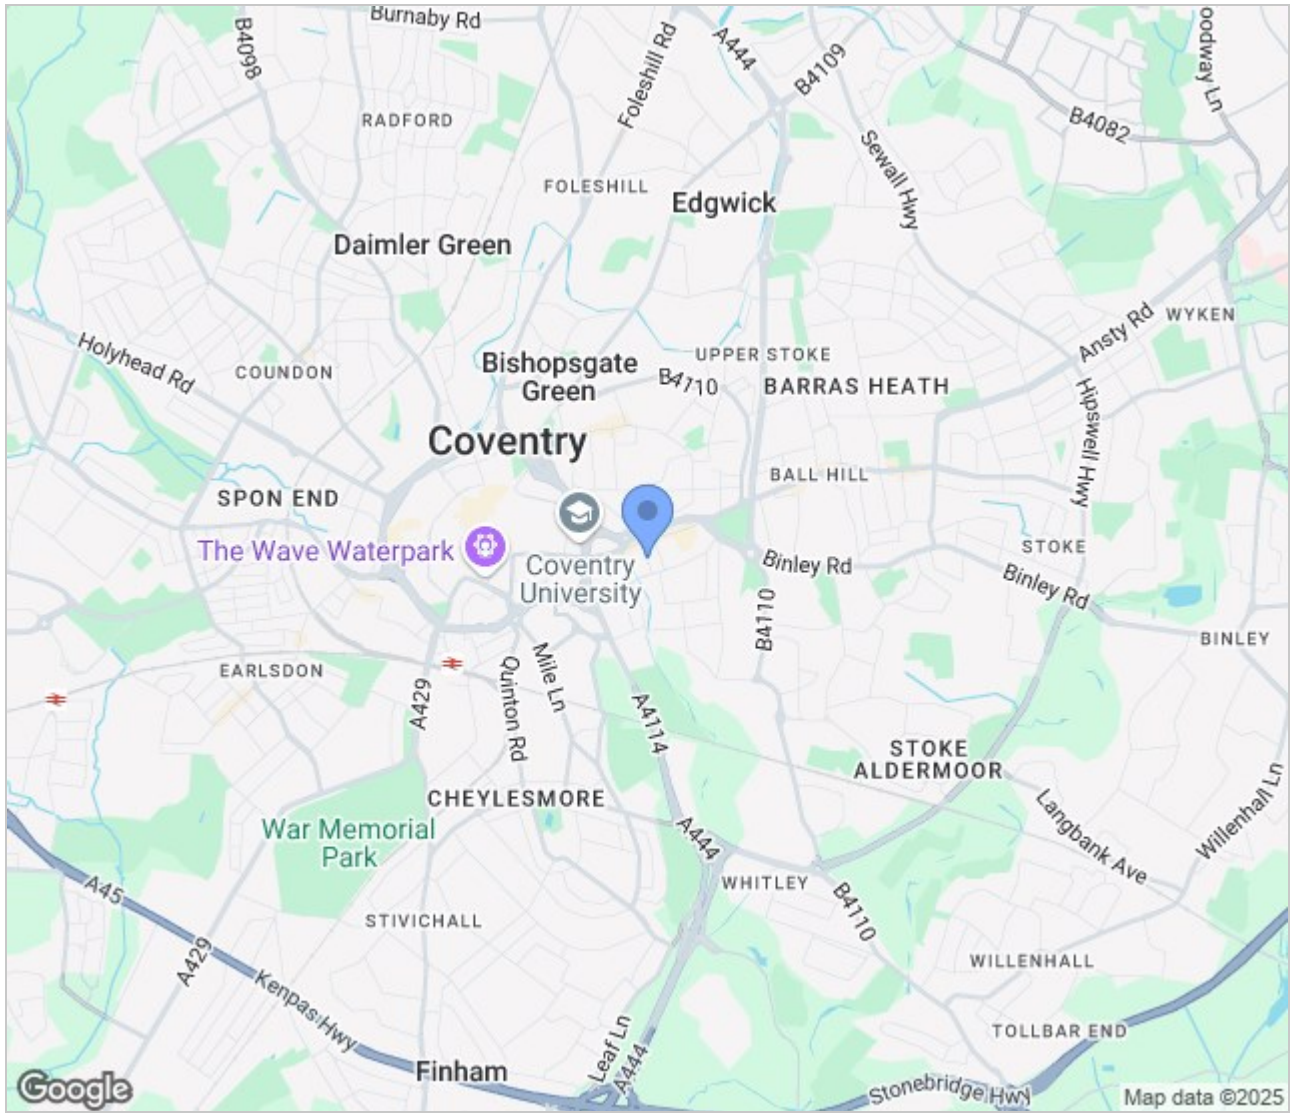 Burnaby Rd
B4098
Foleshill Rd
A444
B4109
oodway Ln
B4082
RADFORD
Sewall Hwy
FOLESHILL
Edgwick
Daimler Green
Ansty Rd
WYKEN
Holyhead Rd
COUNDON
Bishopsgate
Green
UPPER STOKE
B4110
BARRAS HEATH
Hipswell Hwy
Coventry
BALL HILL
SPON END
The Wave Waterpark
Coventry
University
Binley Rd
STOKE
Binley Rd
B4110
BINLEY
EARLSDON
Mile Ln
Quinton Rd
A429
A4114
STOKE
ALDERMOOR
CHEYLESMORE
War Memorial
Park
A444
Langbank Ave
Willenhall Ln
WHITLEY
A45
B4110
STIVICHALL
A429
WILLENHALL
Kenpas Hwy
TOLLBAR END
Leaf Ln
A444
Finham
Stonebridge Hwy
Google
Map data ©2025